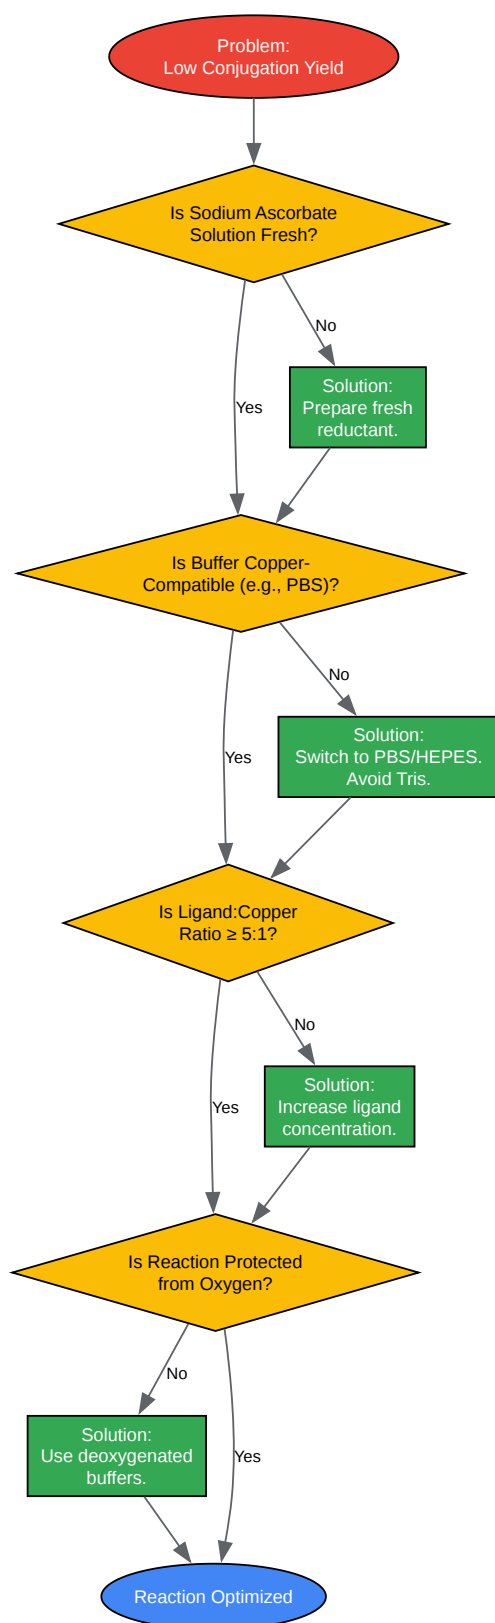 Problem:
Low Conjugation Yield
Is Sodium Ascorbate
Solution Fresh?
No
Yes
Solution:
Prepare fresh
reductant.
Is Buffer Copper-
Compatible (e.g., PBS)?
No
Yes
Solution:
Switch to PBS/HEPES.
Avoid Tris.
Is Ligand:Copper
Ratio ≥ 5:1?
No
Yes
Solution:
Increase ligand
concentration.
Is Reaction Protected
from Oxygen?
No
Yes
Solution:
Use deoxygenated
buffers.
Reaction Optimized